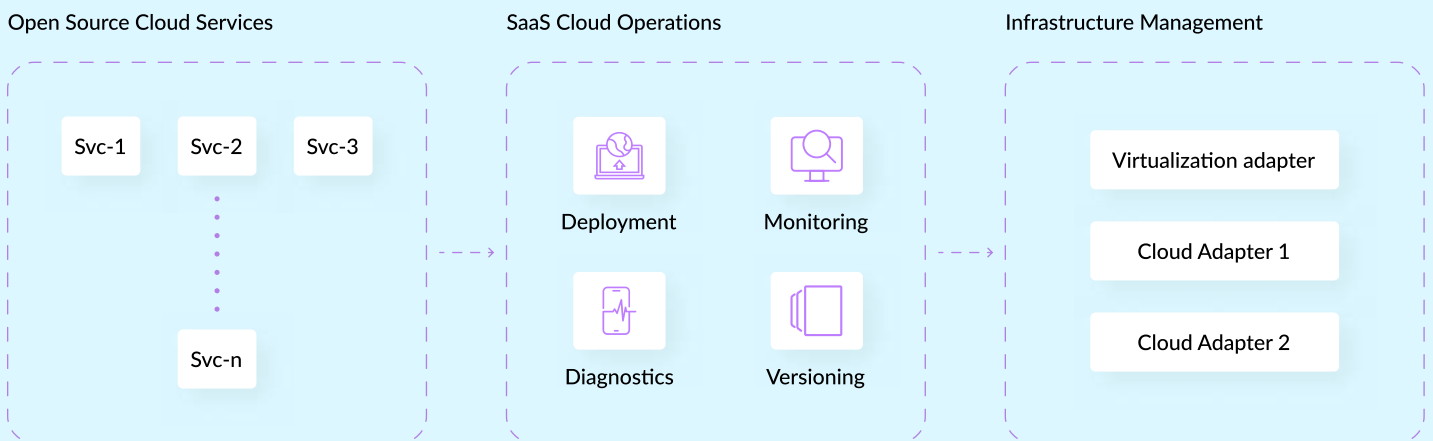 Open Source Cloud Services
SaaS Cloud Operations
Infrastructure Management
Svc-1
Svc-2
Svc-3
Svc-n
Deployment
Monitoring
Diagnostics
Versioning
Virtualization adapter
Cloud Adapter 1
Cloud Adapter 2